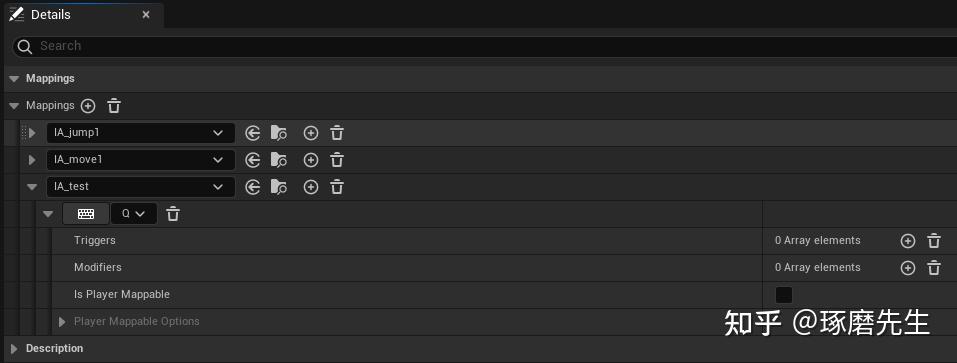 Details
Search
Mappings
Mappings
IA_jump1
IA_move1
IA_test
Q
Triggers 0 Array elements
Modifiers 0 Array elements
Is Player Mappable
Player Mappable Options
Description
知乎 @琢磨先生